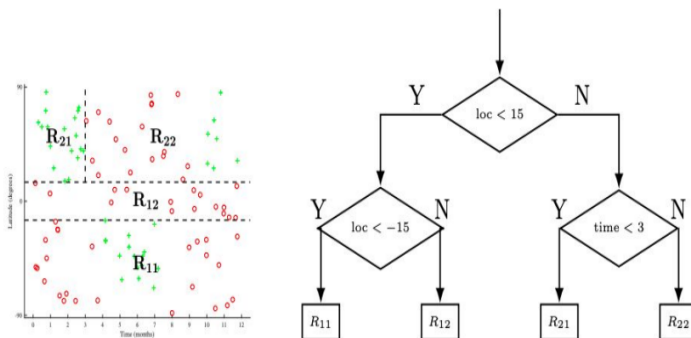 90
R21
R22
R12
R11
0
-90
Latitude (degrees)
0 1 2 3 4 5 6 7 8 9 10 11 12
Time (months)
loc < 15
Y N
loc < −15
Y N
time < 3
Y N
R11
R12
R21
R22